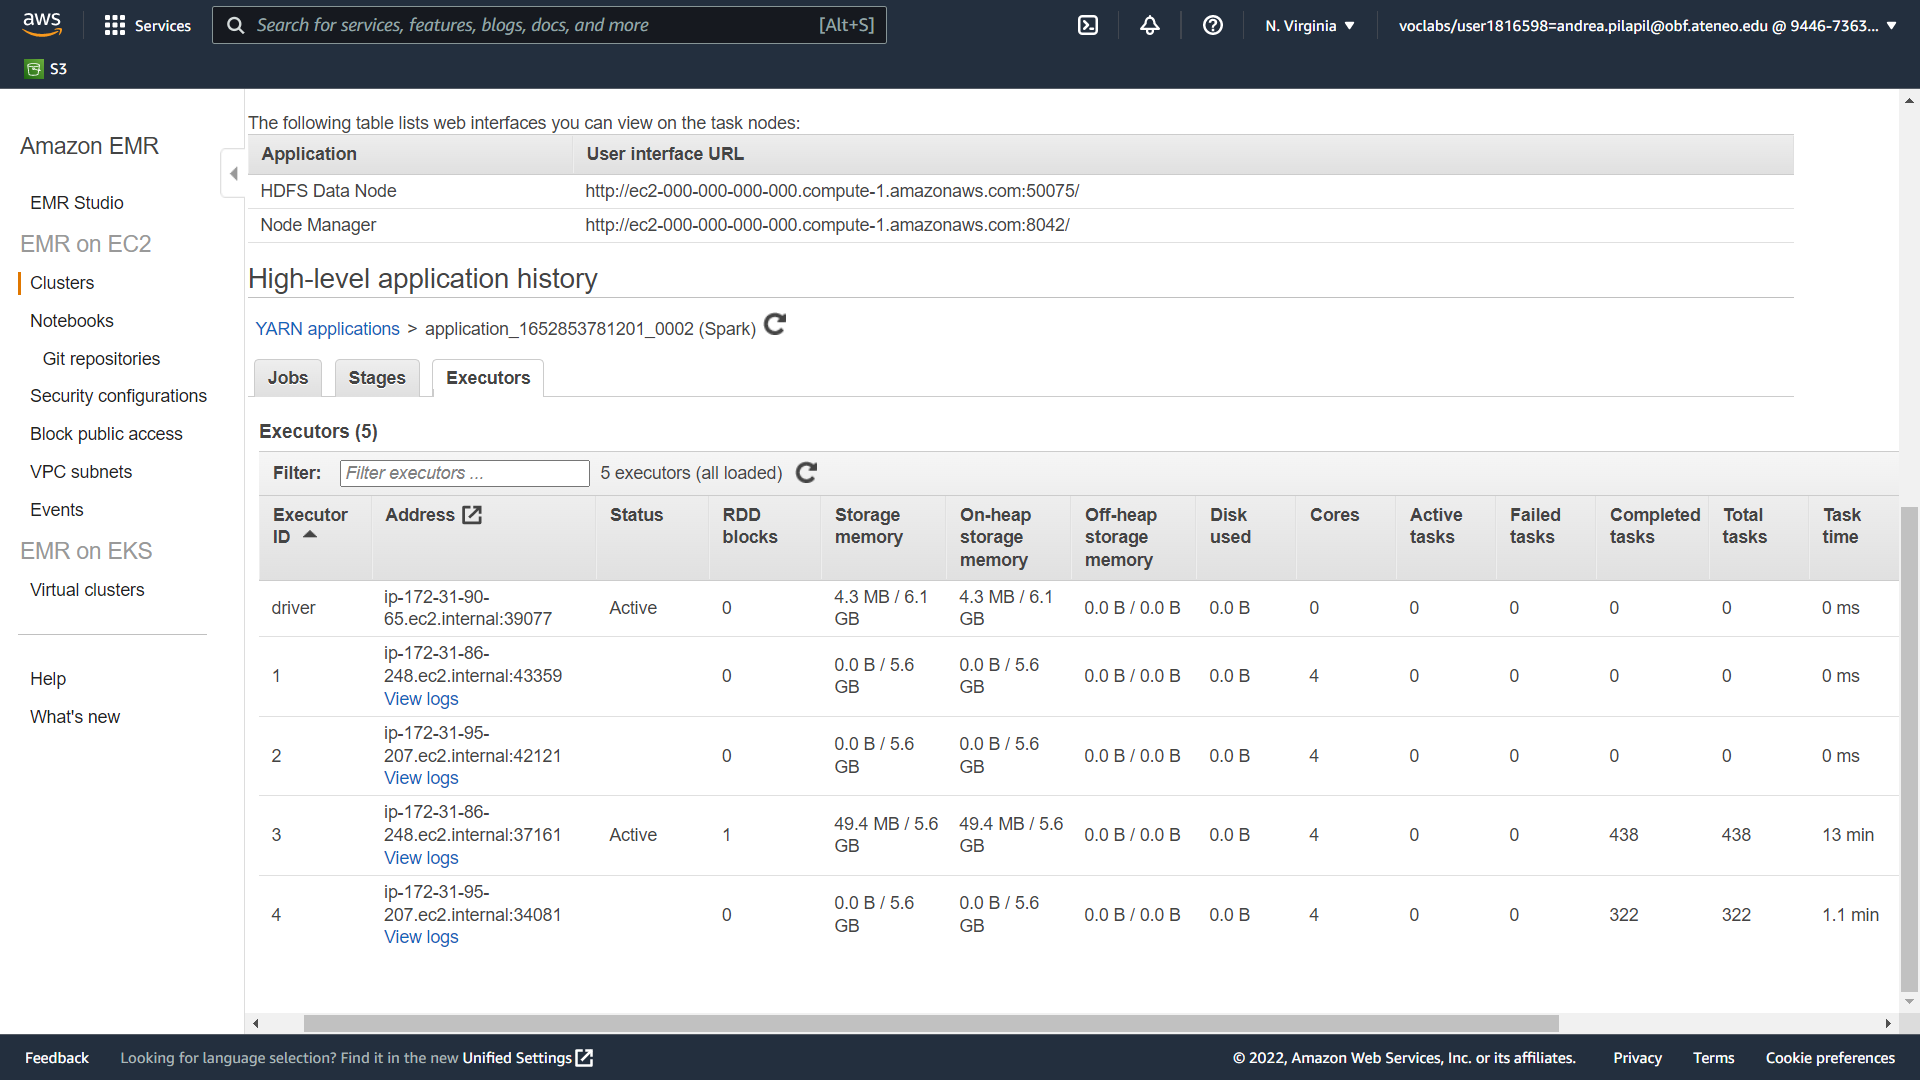 aws
Services
Search for services, features, blogs, docs, and more [Alt+S]
N. Virginia
voclabs/user1816598=andrea.pilapil@obf.ateneo.edu @ 9446-7363...
S3
Amazon EMR
EMR Studio
EMR on EC2
Clusters
Notebooks
Git repositories
Security configurations
Block public access
VPC subnets
Events
EMR on EKS
Virtual clusters
Help
What's new
The following table lists web interfaces you can view on the task nodes:
Application User interface URL
HDFS Data Node http://ec2-000-000-000-000.compute-1.amazonaws.com:50075/
Node Manager http://ec2-000-000-000-000.compute-1.amazonaws.com:8042/
High-level application history
YARN applications > application_1652853781201_0002 (Spark)
Jobs Stages Executors
Executors (5)
Filter: Filter executors ... 5 executors (all loaded)
Executor ID Address Status RDD blocks Storage memory On-heap storage memory Off-heap storage memory Disk used Cores Active tasks Failed tasks Completed tasks Total tasks Task time
driver ip-172-31-90-65.ec2.internal:39077 Active 0 4.3 MB / 6.1 GB 4.3 MB / 6.1 GB 0.0 B / 0.0 B 0.0 B 0 0 0 0 0 0 ms
1 ip-172-31-86-248.ec2.internal:43359 View logs 0 0.0 B / 5.6 GB 0.0 B / 5.6 GB 0.0 B / 0.0 B 0.0 B 4 0 0 0 0 0 ms
2 ip-172-31-95-207.ec2.internal:42121 View logs 0 0.0 B / 5.6 GB 0.0 B / 5.6 GB 0.0 B / 0.0 B 0.0 B 4 0 0 0 0 0 ms
3 ip-172-31-86-248.ec2.internal:37161 View logs Active 1 49.4 MB / 5.6 GB 49.4 MB / 5.6 GB 0.0 B / 0.0 B 0.0 B 4 0 0 438 438 13 min
4 ip-172-31-95-207.ec2.internal:34081 View logs 0 0.0 B / 5.6 GB 0.0 B / 5.6 GB 0.0 B / 0.0 B 0.0 B 4 0 0 322 322 1.1 min
Feedback Looking for language selection? Find it in the new Unified Settings © 2022, Amazon Web Services, Inc. or its affiliates. Privacy Terms Cookie preferences